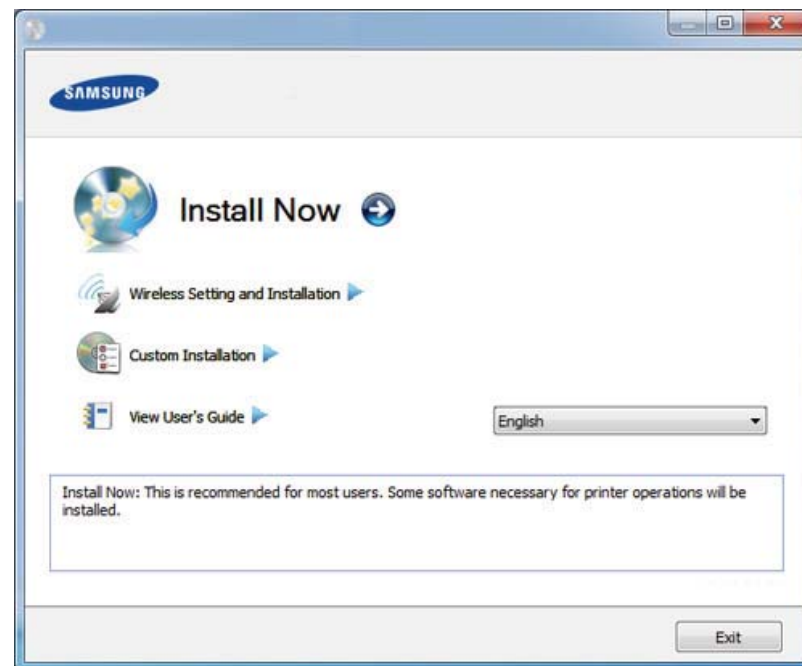 SAMSUNG
Install Now
Wireless Setting and Installation
Custom Installation
View User's Guide
English
Install Now: This is recommended for most users. Some software necessary for printer operations will be
installed.
Exit